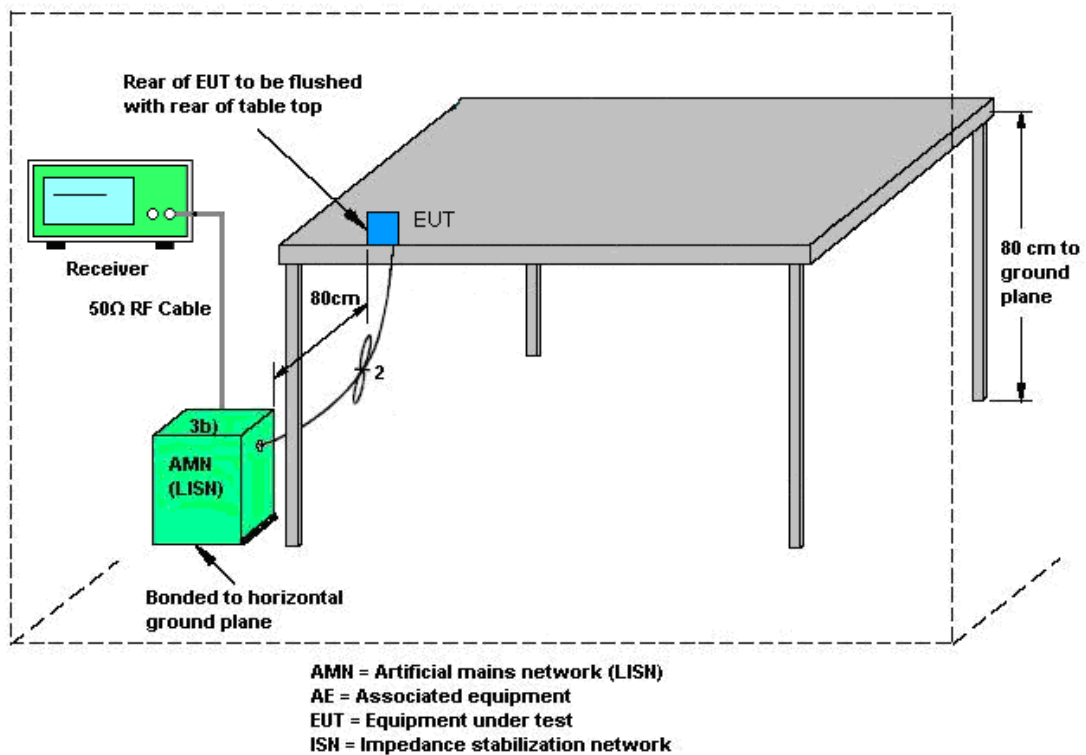 Rear of EUT to be flushed
with rear of table top
EUT
Receiver
50Ω RF Cable
80cm
80 cm to
ground
plane
2
3b)
AMN
(LISN)
Bonded to horizontal
ground plane
AMN = Artificial mains network (LISN)
AE = Associated equipment
EUT = Equipment under test
ISN = Impedance stabilization network